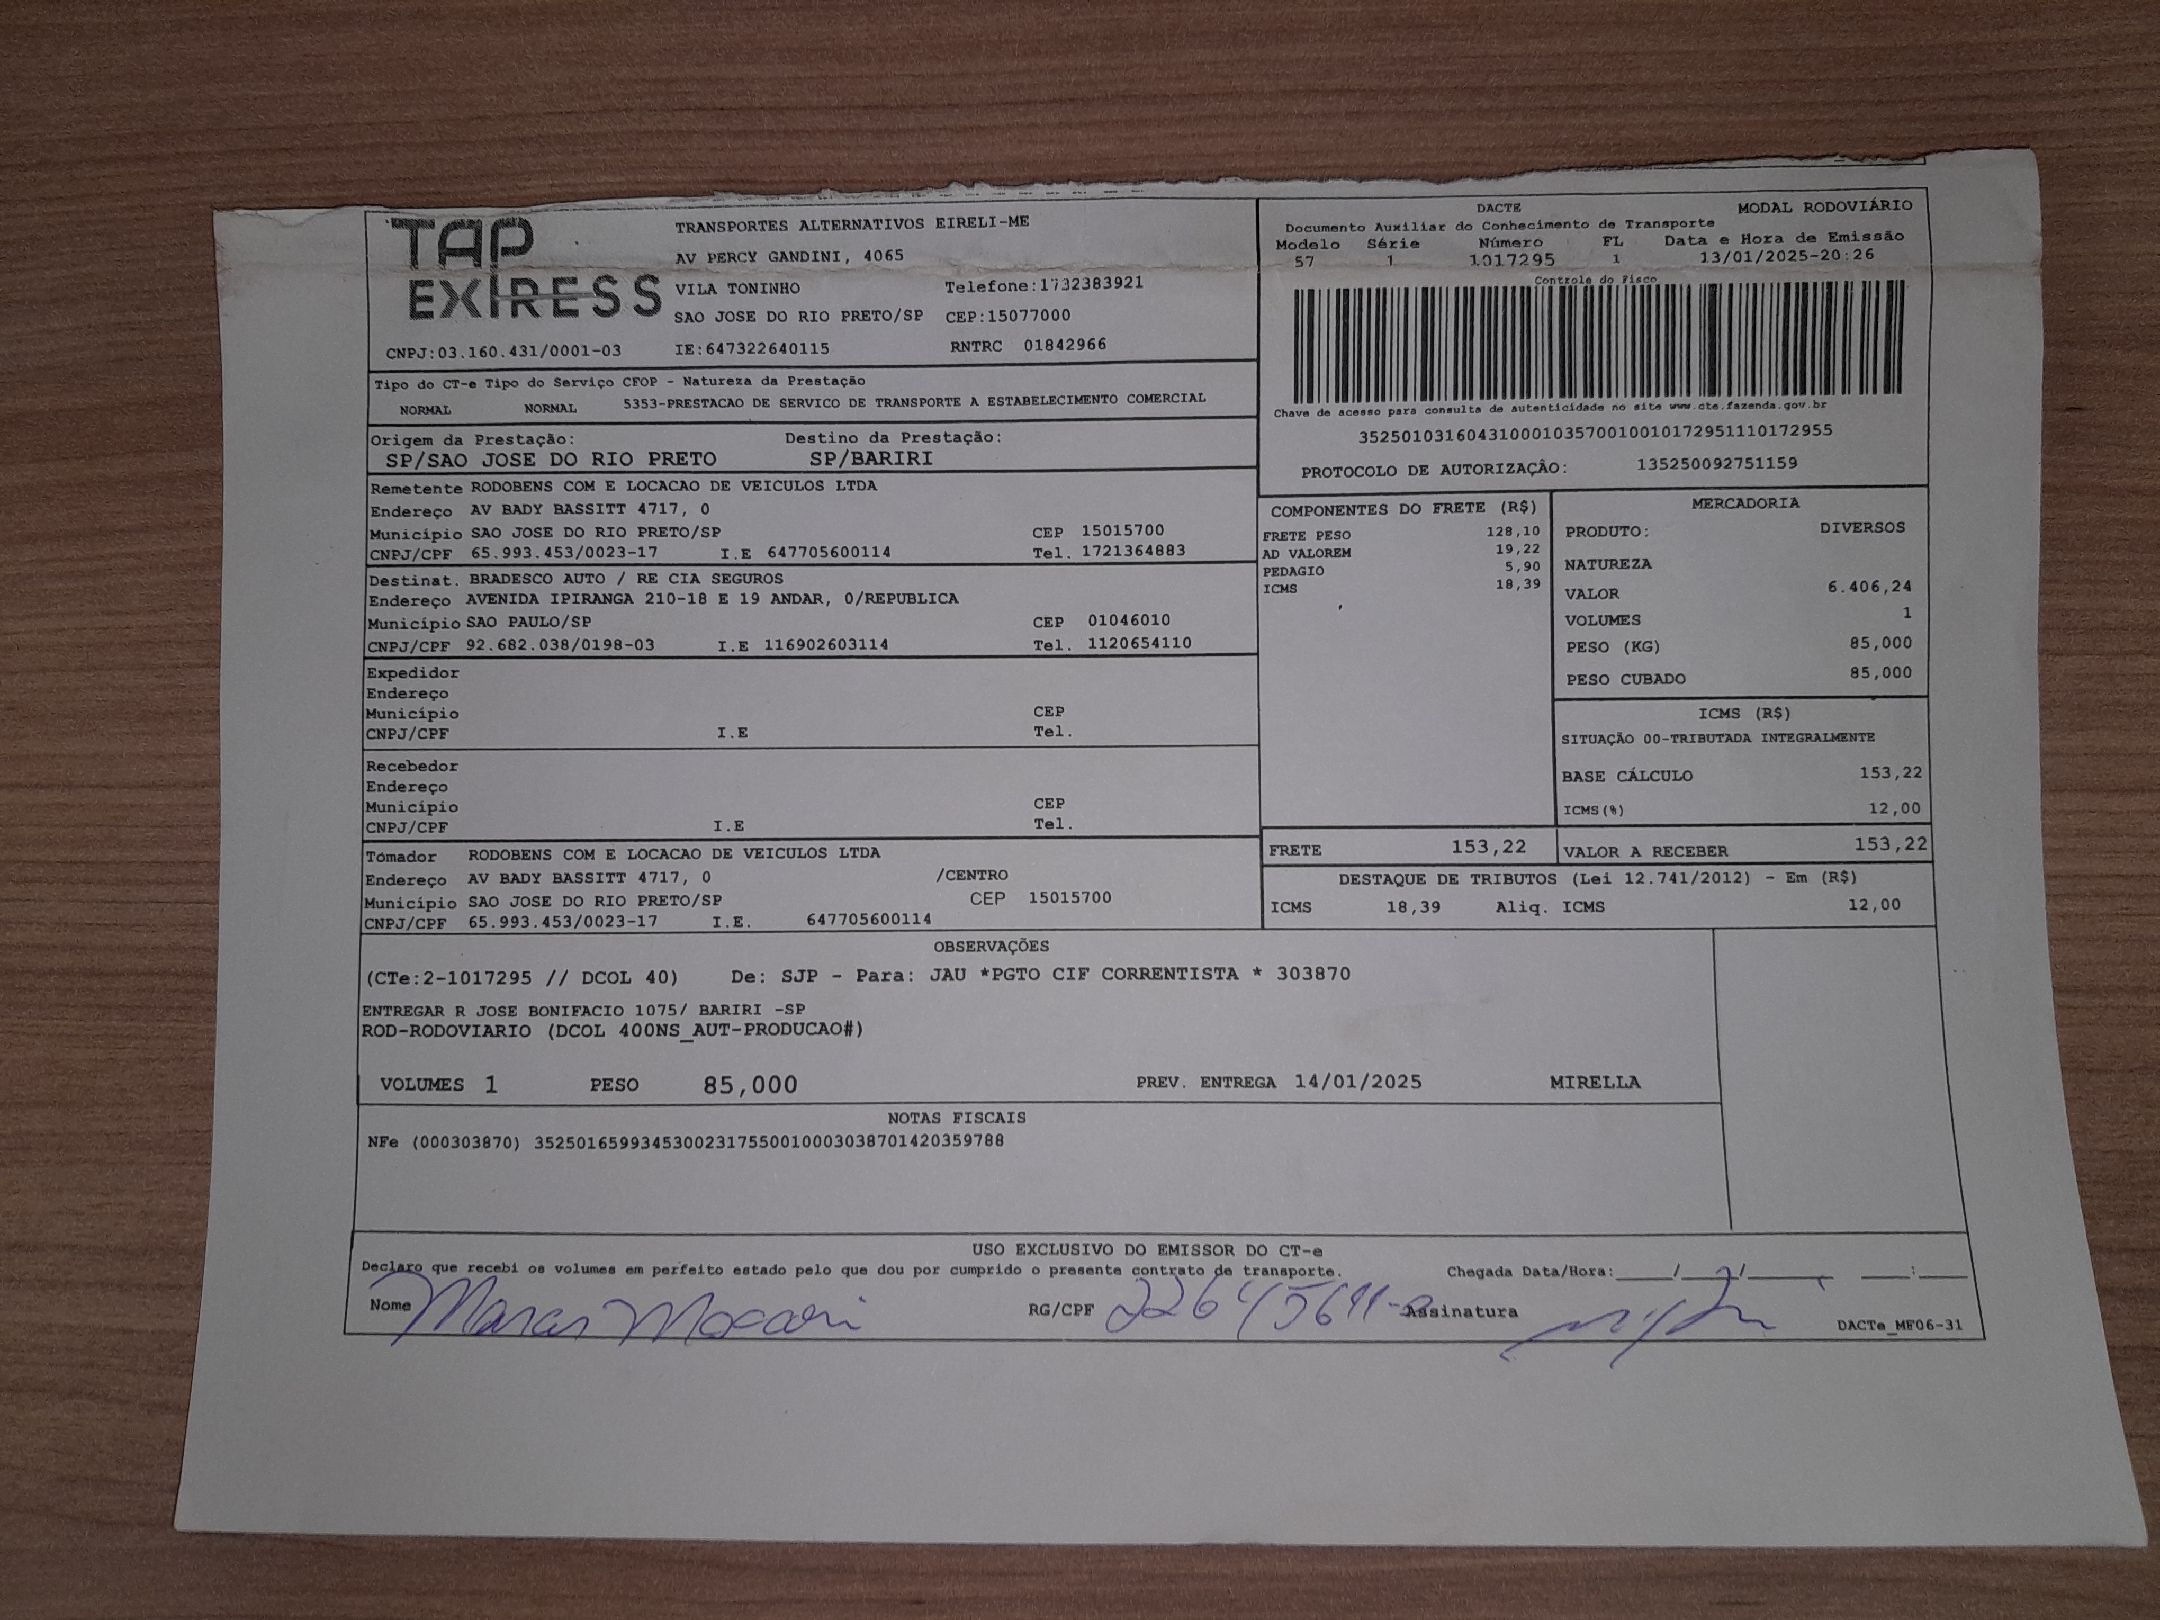 TAP
EXPRESS
TRANSPORTES ALTERNATIVOS EIRELI-ME
AV PERCY GANDINI, 4065
VILA TONINHO Telefone:1732383921
SAO JOSE DO RIO PRETO/SP CEP:15077000
CNPJ:03.160.431/0001-03 IE:647322640115 RNTRC 01842966
DACTE MODAL RODOVIÁRIO
Documento Auxiliar do Conhecimento de Transporte
Modelo Série Número FL Data e Hora de Emissão
57 1 1017295 1 13/01/2025-20:26
Controle do Fisco
Chave de acesso para consulta de autenticidade no site www.cte.fazenda.gov.br
35250103160431000103570010010172951110172955
PROTOCOLO DE AUTORIZAÇÃO: 135250092751159
Tipo do CT-e Tipo do Serviço CFOP - Natureza da Prestação
NORMAL NORMAL 5353-PRESTACAO DE SERVICO DE TRANSPORTE A ESTABELECIMENTO COMERCIAL
Origem da Prestação: Destino da Prestação:
SP/SAO JOSE DO RIO PRETO SP/BARIRI
Remetente RODOBENS COM E LOCACAO DE VEICULOS LTDA
Endereço AV BADY BASSITT 4717, 0
Município SAO JOSE DO RIO PRETO/SP CEP 15015700
CNPJ/CPF 65.993.453/0023-17 I.E 647705600114 Tel. 1721364883
Destinat. BRADESCO AUTO / RE CIA SEGUROS
Endereço AVENIDA IPIRANGA 210-18 E 19 ANDAR, 0/REPUBLICA
Município SAO PAULO/SP CEP 01046010
CNPJ/CPF 92.682.038/0198-03 I.E 116902603114 Tel. 1120654110
Expedidor
Endereço
Município CEP
CNPJ/CPF I.E Tel.
Recebedor
Endereço
Município CEP
CNPJ/CPF I.E Tel.
Tomador RODOBENS COM E LOCACAO DE VEICULOS LTDA
Endereço AV BADY BASSITT 4717, 0 /CENTRO
Município SAO JOSE DO RIO PRETO/SP CEP 15015700
CNPJ/CPF 65.993.453/0023-17 I.E. 647705600114
COMPONENTES DO FRETE (R$)
FRETE PESO 128,10
AD VALOREM 19,22
PEDAGIO 5,90
ICMS 18,39
MERCADORIA
PRODUTO: DIVERSOS
NATUREZA
VALOR 6.406,24
VOLUMES 1
PESO (KG) 85,000
PESO CUBADO 85,000
ICMS (R$)
SITUAÇÃO 00-TRIBUTADA INTEGRALMENTE
BASE CÁLCULO 153,22
ICMS(%) 12,00
FRETE 153,22 VALOR A RECEBER 153,22
DESTAQUE DE TRIBUTOS (Lei 12.741/2012) - Em (R$)
ICMS 18,39 Aliq. ICMS 12,00
OBSERVAÇÕES
(CTe:2-1017295 // DCOL 40) De: SJP - Para: JAU *PGTO CIF CORRENTISTA * 303870
ENTREGAR R JOSE BONIFACIO 1075/ BARIRI -SP
ROD-RODOVIARIO (DCOL 400NS_AUT-PRODUCAO#)
VOLUMES 1 PESO 85,000 PREV. ENTREGA 14/01/2025 MIRELLA
NOTAS FISCAIS
NFe (000303870) 35250165993453002317550010003038701420359788
USO EXCLUSIVO DO EMISSOR DO CT-e
Declaro que recebi os volumes em perfeito estado pelo que dou por cumprido o presente contrato de transporte. Chegada Data/Hora: ____/____/______ ___:___
Nome RG/CPF Assinatura
DACTe_MF06-31